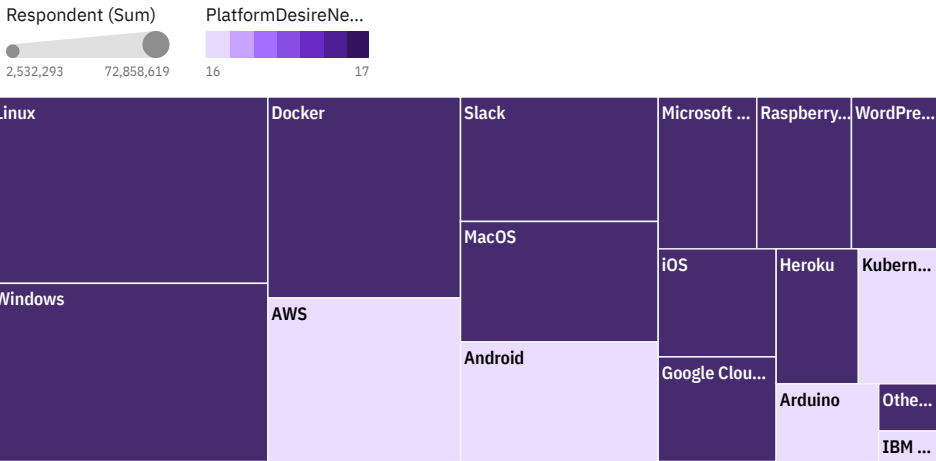 Respondent (Sum)
2,532,293 72,858,619
PlatformDesireNe...
16 17
Linux
Docker
Slack
Microsoft ...
Raspberry...
WordPre...
MacOS
iOS
Heroku
Kubern...
Windows
AWS
Android
Google Clou...
Arduino
Othe...
IBM ...